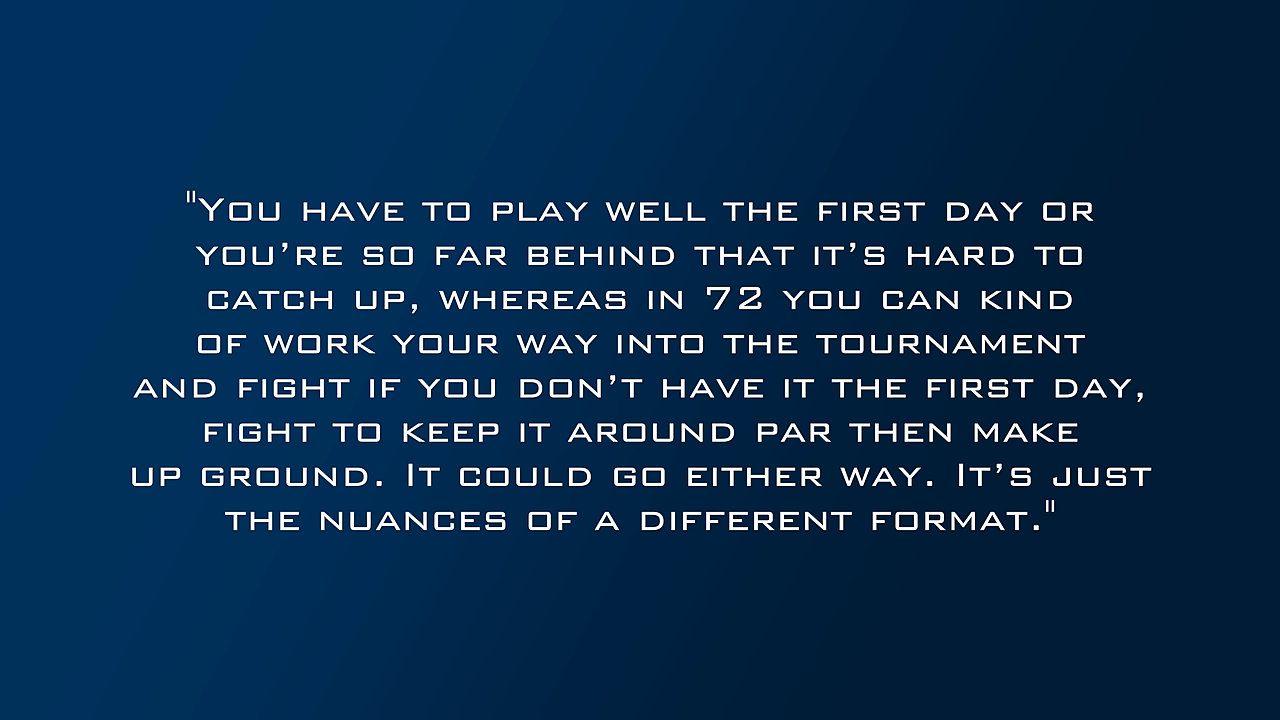 "You have to play well the first day or
you’re so far behind that it’s hard to
catch up, whereas in 72 you can kind
of work your way into the tournament
and fight if you don’t have it the first day,
fight to keep it around par then make
up ground. It could go either way. It’s just
the nuances of a different format."